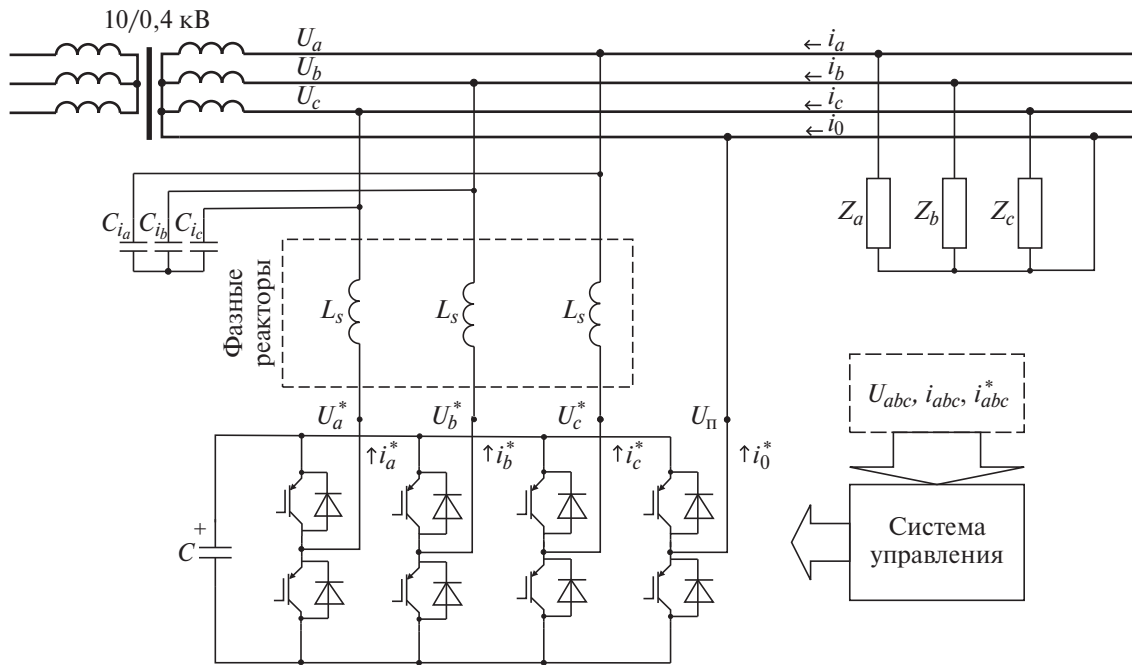 10/0,4 кВ
U_a
← i_a
U_b
← i_b
U_c
← i_c
← i_0
C_{i_a} C_{i_b} C_{i_c}
Z_a Z_b Z_c
Фазные
реакторы
L_s L_s L_s
U_{abc}, i_{abc}, i^*_{abc}
U^*_a U^*_b U^*_c U_п
↑i^*_a ↑i^*_b ↑i^*_c ↑i^*_0
Система
управления
+
C